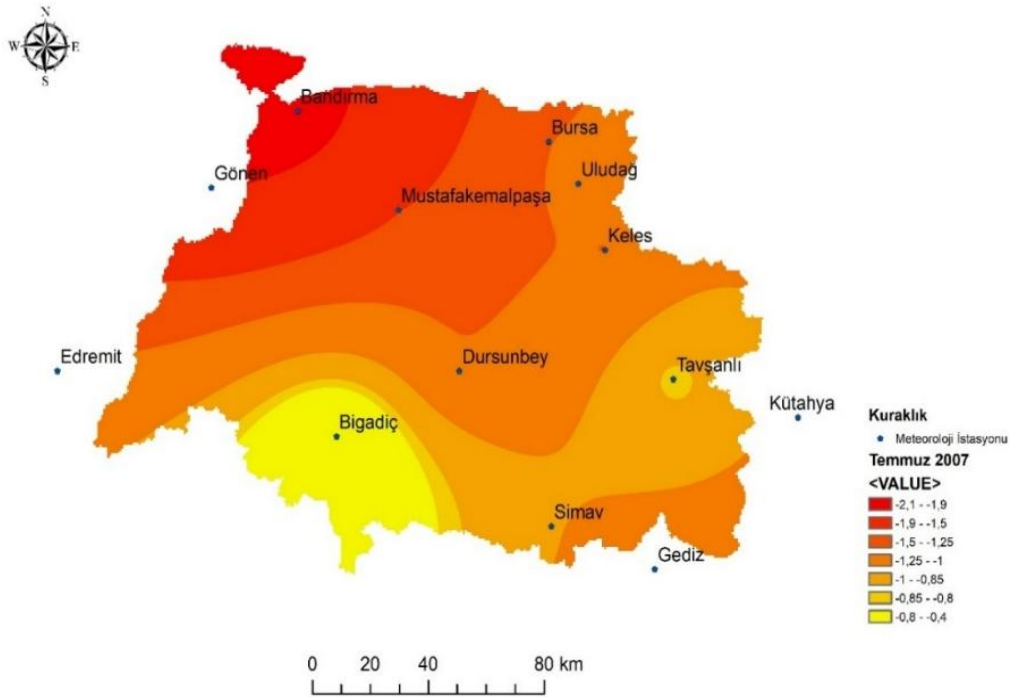 N
W E
S
Bandırma
Bursa
Gönen
Uludağ
Mustafakemalpaşa
Keles
Edremit
Dursunbey
Tavşanlı
Kütahya
Bigadiç
Simav
Gediz
Kuraklık
Meteoroloji İstasyonu
Temmuz 2007
<VALUE>
-2,1 - -1,9
-1,9 - -1,5
-1,5 - -1,25
-1,25 - -1
-1 - -0,85
-0,85 - -0,8
-0,8 - -0,4
0 20 40 80 km